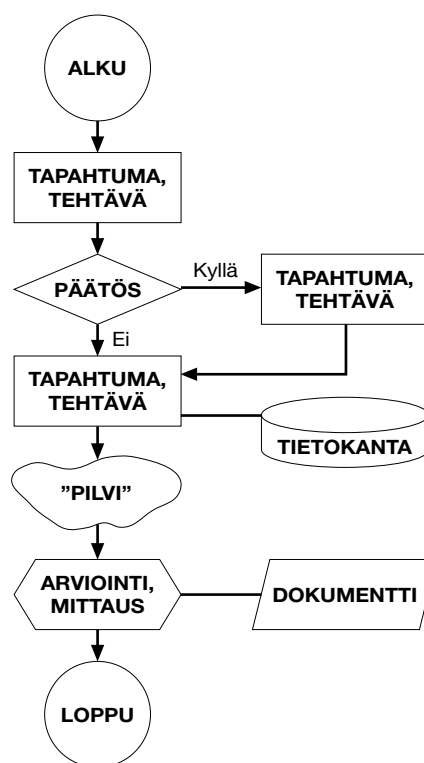 ALKU
TAPAHTUMA,
TEHTÄVÄ
PÄÄTÖS
Kyllä
TAPAHTUMA,
TEHTÄVÄ
Ei
TAPAHTUMA,
TEHTÄVÄ
TIETOKANTA
”PILVI”
ARVIOINTI,
MITTAUS
DOKUMENTTI
LOPPU